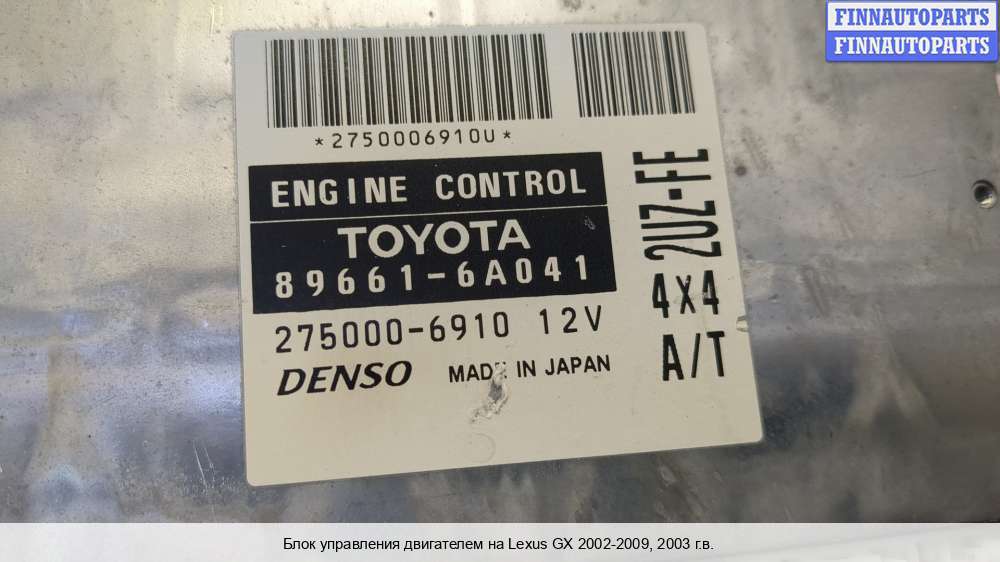 FINNAUTOPARTS
FINNAUTOPARTS
*2750006910U*
ENGINE CONTROL
TOYOTA
89661-6A041
275000-6910 12V
DENSO MADE IN JAPAN
2UZ-FE
4x4
A/T
Блок управления двигателем на Lexus GX 2002-2009, 2003 г.в.